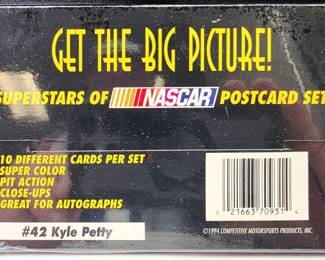 GET THE BIG PICTURE!
SUPERSTARS OF NASCAR POSTCARD SET
10 DIFFERENT CARDS PER SET
SUPER COLOR
PIT ACTION
CLOSE-UPS
GREAT FOR AUTOGRAPHS
#42 Kyle Petty
0 21663 70931 4
©1994 COMPETITIVE MOTORSPORTS PRODUCTS, INC.